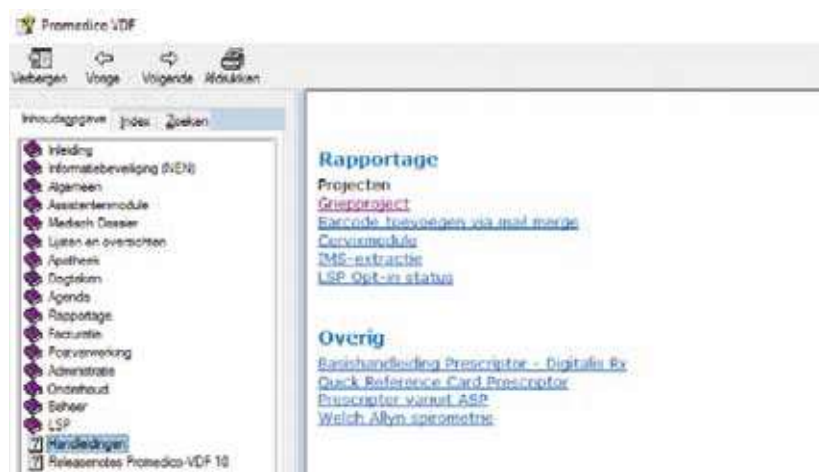 Promedico VDF
Verbergen Vorige Volgende Afdrukken
Inhoudsopgave Index Zoeken
Inleiding
Informatiebeveiliging (NEN)
Algemeen
Assistentenmodule
Medisch Dossier
Lijsten en overzichten
Apotheek
Dagteken
Agenda
Rapportage
Facturatie
Postverwerking
Administratie
Onderhoud
Beheer
LSP
Handleidingen
Releasenotes Promedico-VDF 10
Rapportage
Projecten
Griepproject
Barcode toevoegen via mail merge
Cervixmodule
IMS-extractie
LSP Opt-in status
Overig
Basishandleiding Prescriptor - Digitalis Rx
Quick Reference Card Prescriptor
Prescriptor vanuit ASP
Welch Allyn spirometrie